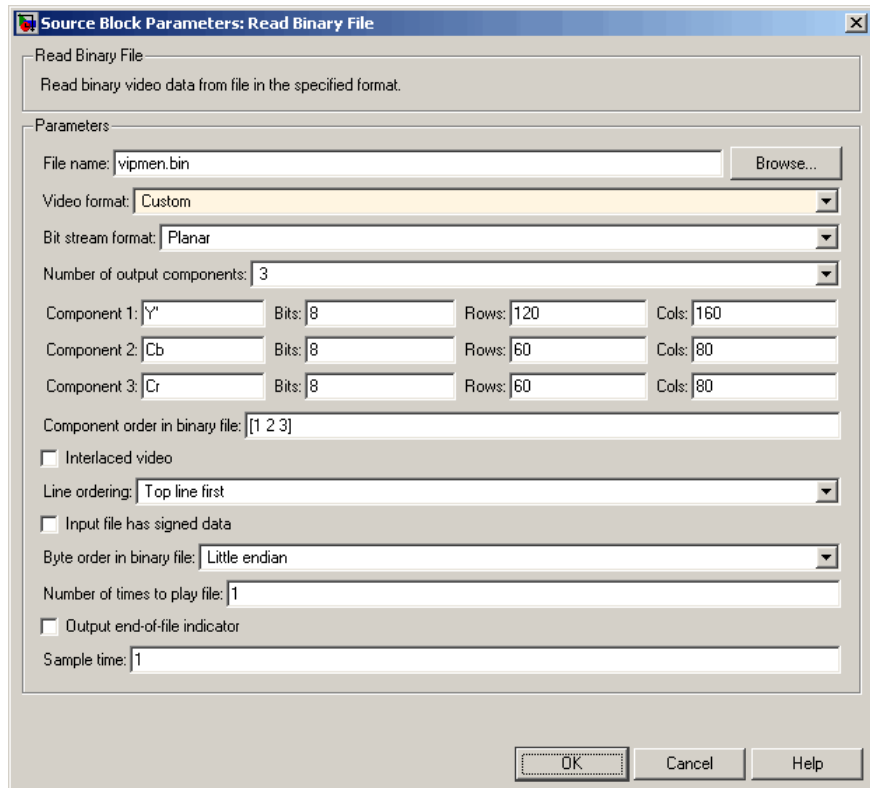 Source Block Parameters: Read Binary File
Read Binary File
Read binary video data from file in the specified format.
Parameters
File name: vipmen.bin Browse...
Video format: Custom
Bit stream format: Planar
Number of output components: 3
Component 1: Y' Bits: 8 Rows: 120 Cols: 160
Component 2: Cb Bits: 8 Rows: 60 Cols: 80
Component 3: Cr Bits: 8 Rows: 60 Cols: 80
Component order in binary file: [1 2 3]
Interlaced video
Line ordering: Top line first
Input file has signed data
Byte order in binary file: Little endian
Number of times to play file: 1
Output end-of-file indicator
Sample time: 1
OK Cancel Help